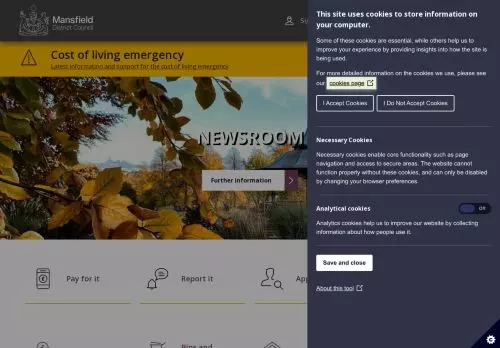 Mansfield
District Council
Cost of living emergency
Latest information and support for the cost of living emergency
NEWSROOM
Further information
Pay for it
Report it
This site uses cookies to store information on
your computer.
Some of these cookies are essential, while others help us to
improve your experience by providing insights into how the site is
being used.
For more detailed information on the cookies we use, please see
our cookies page
I Accept Cookies
I Do Not Accept Cookies
Necessary Cookies
Necessary cookies enable core functionality such as page
navigation and access to secure areas. The website cannot
function properly without these cookies, and can only be disabled
by changing your browser preferences.
Analytical cookies
Off
Analytics cookies help us to improve our website by collecting
information about how people use it.
Save and close
About this tool